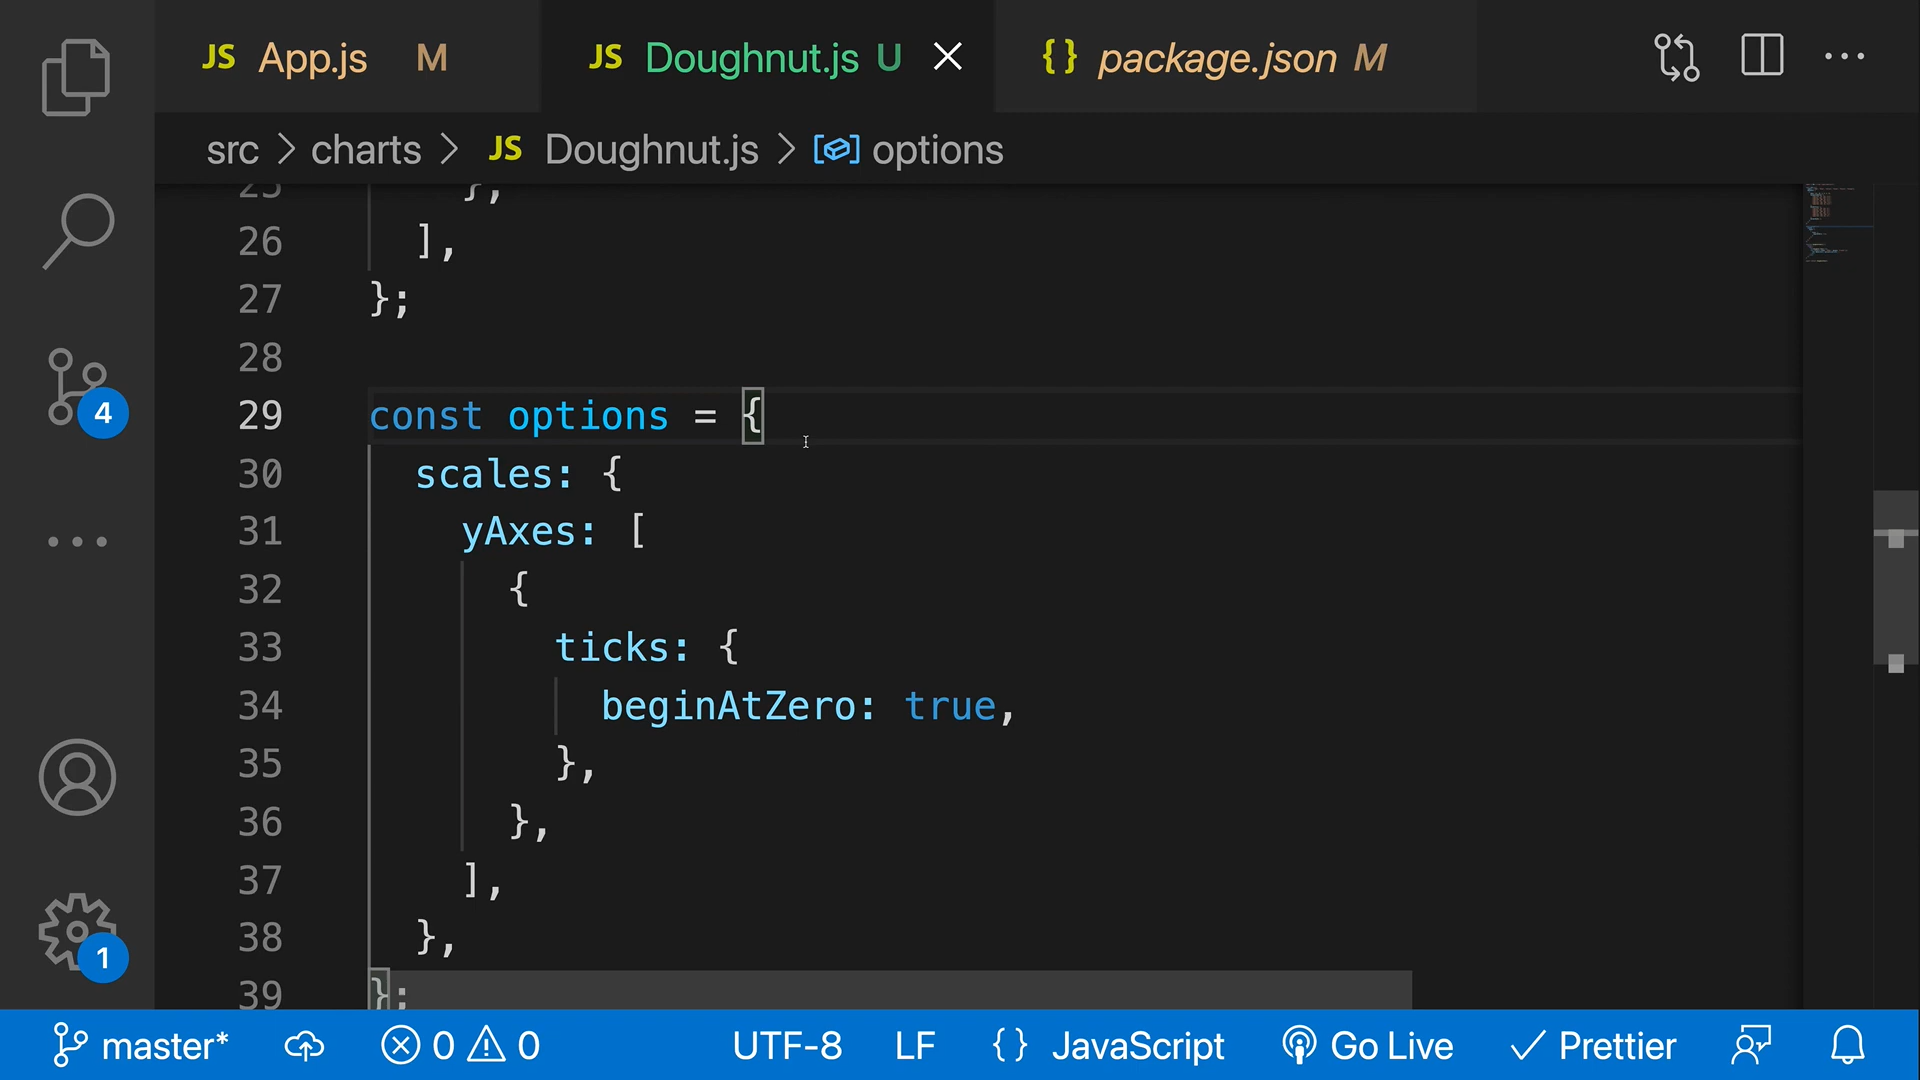 JS App.js M JS Doughnut.js U {} package.json M
src > charts > JS Doughnut.js > options
25 },
26 ],
27 };
28
29 const options = {
30 scales: {
31 yAxes: [
32 {
33 ticks: {
34 beginAtZero: true,
35 },
36 },
37 ],
38 },
39 };
4
1
master* 0 0 UTF-8 LF {} JavaScript Go Live Prettier